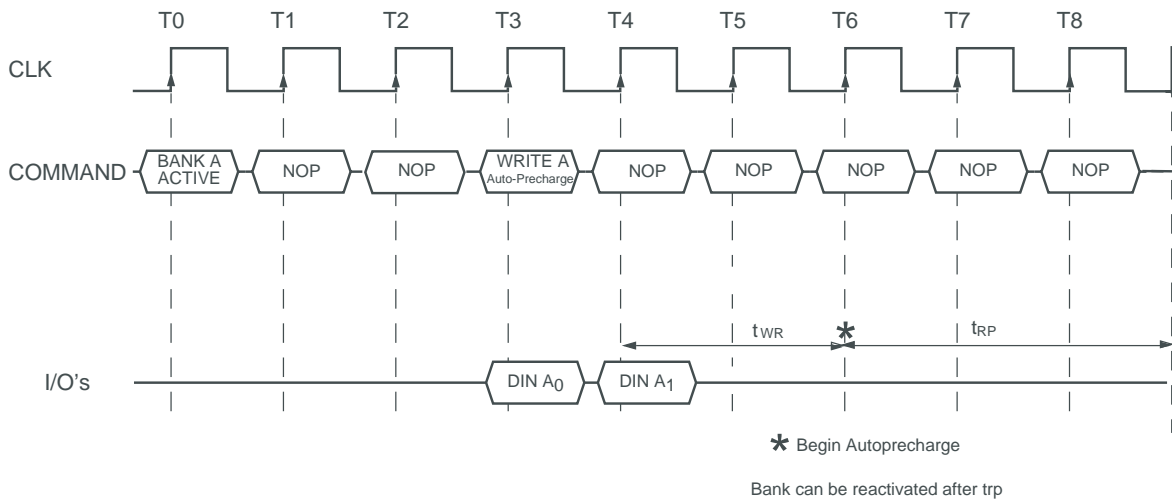 T0 T1 T2 T3 T4 T5 T6 T7 T8
CLK
COMMAND
BANK A
ACTIVE
NOP
NOP
WRITE A
Auto-Precharge
NOP
NOP
NOP
NOP
NOP
tWR
*
tRP
I/O's
DIN A0
DIN A1
* Begin Autoprecharge
Bank can be reactivated after trp